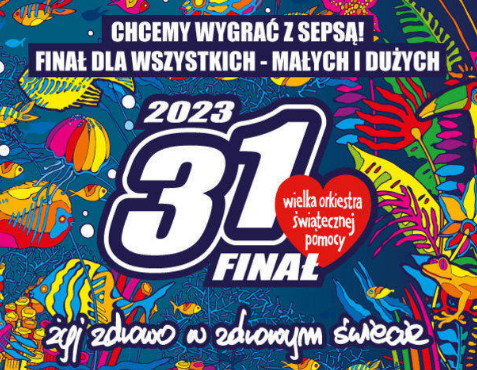 CHCEMY WYGRAĆ Z SEPSĄ!
FINAŁ DLA WSZYSTKICH - MAŁYCH I DUŻYCH
2023
31
FINAŁ
wielka orkiestra
świątecznej
pomocy
żyj zdrowo w zdrowym świecie